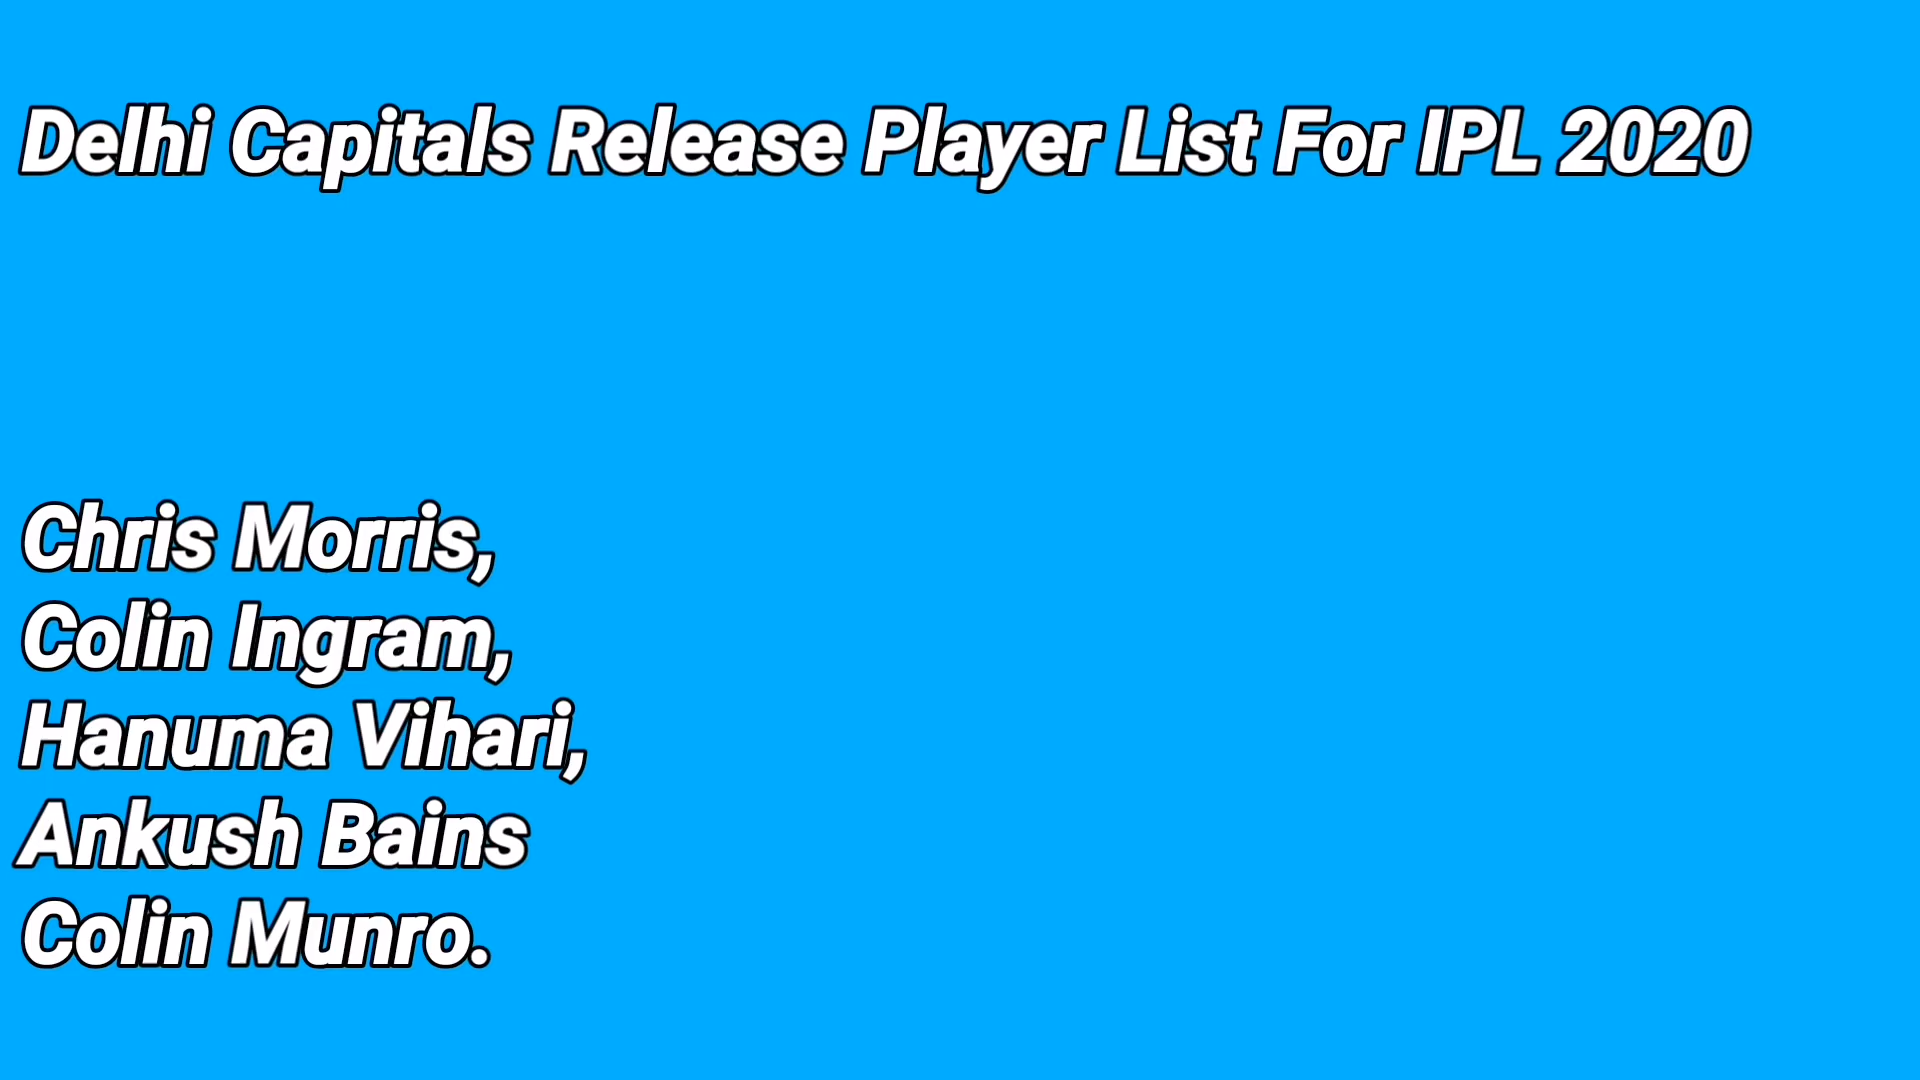 Delhi Capitals Release Player List For IPL 2020
Chris Morris,
Colin Ingram,
Hanuma Vihari,
Ankush Bains
Colin Munro.